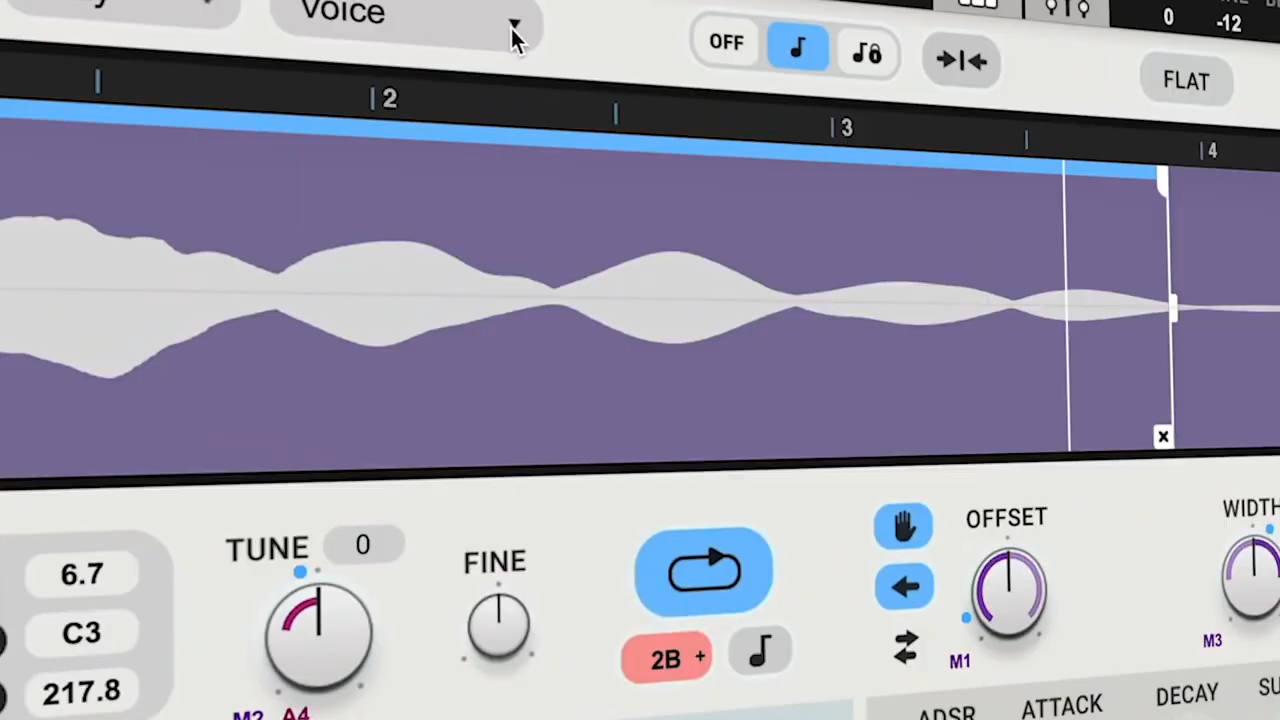 Voice
OFF
0
-12
FLAT
2
3
4
x
6.7
C3
217.8
TUNE
0
FINE
2B +
OFFSET
WIDTH
M1
M3
M2
A4
ADSR
ATTACK
DECAY